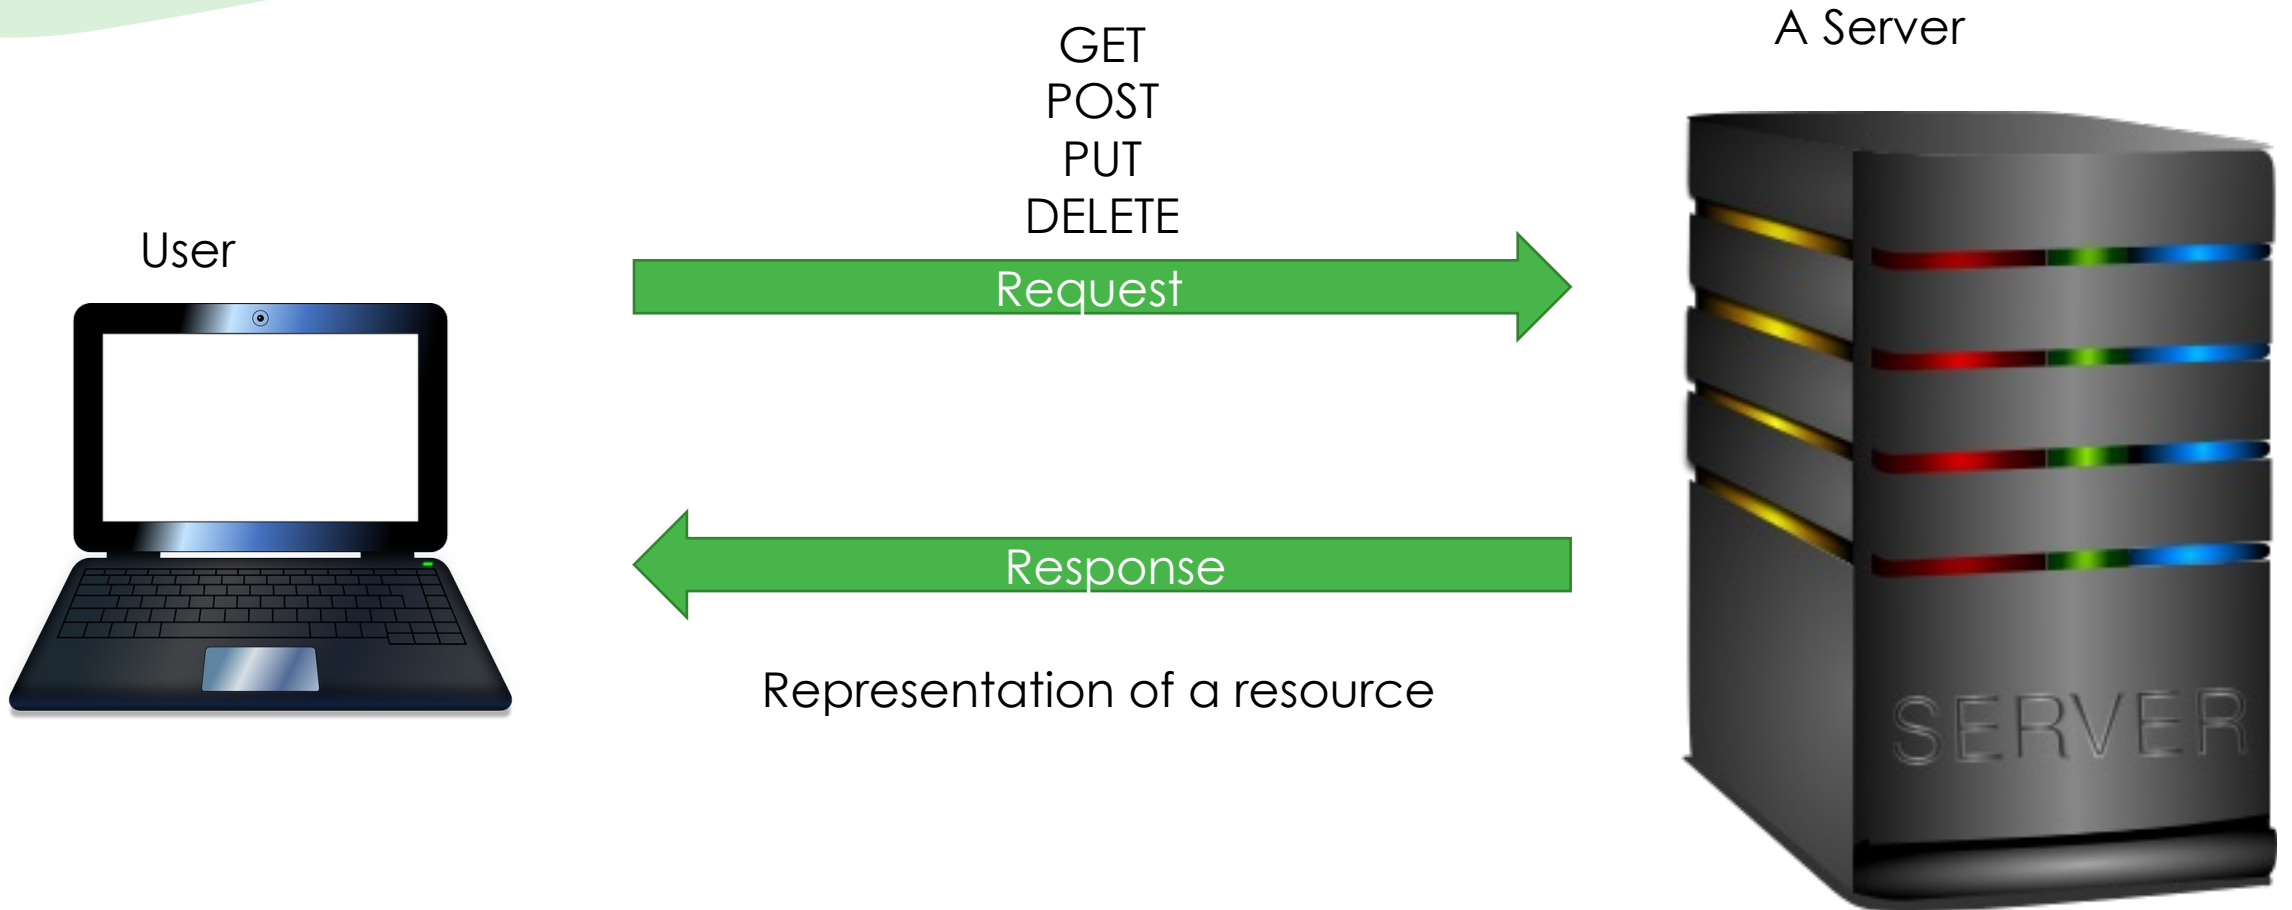 A Server
GET
POST
PUT
DELETE
User
Request
Response
Representation of a resource
SERVER